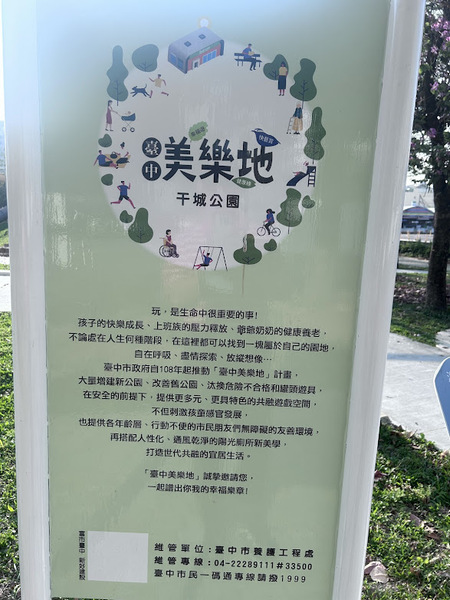 臺中
美樂地
快樂齊
干城公園
玩，是生命中很重要的事!
孩子的快樂成長、上班族的壓力釋放、爺爺奶奶的健康養老，
不論處在人生何種階段，在這裡都可以找到一塊屬於自己的園地，
自在呼吸、盡情探索、放縱想像…
臺中市政府自108年起推動「臺中美樂地」計畫，
大量增建新公園、改善舊公園、汰換危險不合格和罐頭遊具，
在安全的前提下，提供更多元、更具特色的共融遊戲空間，
不但刺激孩童感官發展，
也提供各年齡層、行動不便的市民朋友們無障礙的友善環境，
再搭配人性化、通風乾淨的陽光廁所新美學，
打造世代共融的宜居生活。
「臺中美樂地」誠摯邀請您，
一起譜出你我的幸福樂章!
富市臺中 新好建設
維管單位:臺中市養護工程處
維管專線:04-22289111#33500
臺中市民一碼通專線請撥1999